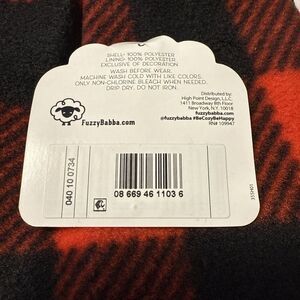 SHELL- 100% POLYESTER
LINING- 100% POLYESTER
EXCLUSIVE OF DECORATION
WASH BEFORE WEAR.
MACHINE WASH COLD WITH LIKE COLORS.
ONLY NON-CHLORINE BLEACH WHEN NEEDED.
DRIP DRY. DO NOT IRON.
FuzzyBabba.com
Distributed by:
High Point Design, L.L.C.
1411 Broadway 8th Floor
New York, N.Y. 10018
fuzzybabba.com
#fuzzybabba #BeCozyBeHappy
RN# 109947
040 10 0734
08 669 46 1103 6